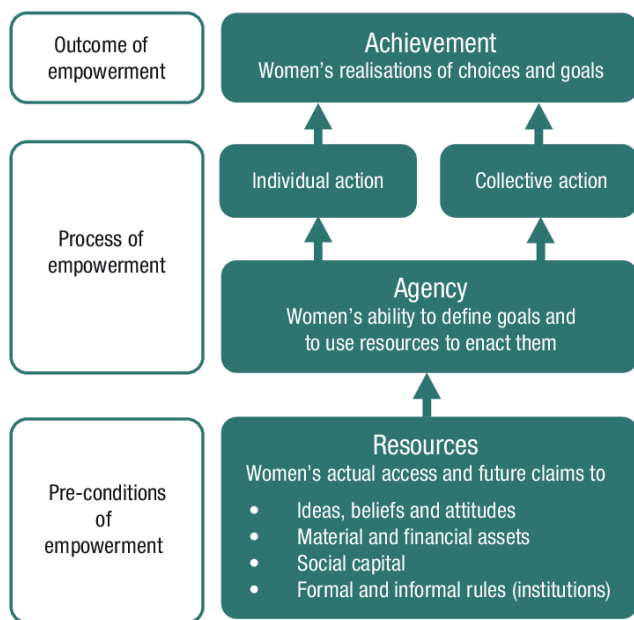 Outcome of
empowerment
Achievement
Women’s realisations of choices and goals
Process of
empowerment
Individual action
Collective action
Agency
Women’s ability to define goals and
to use resources to enact them
Pre-conditions
of
empowerment
Resources
Women’s actual access and future claims to
• Ideas, beliefs and attitudes
• Material and financial assets
• Social capital
• Formal and informal rules (institutions)